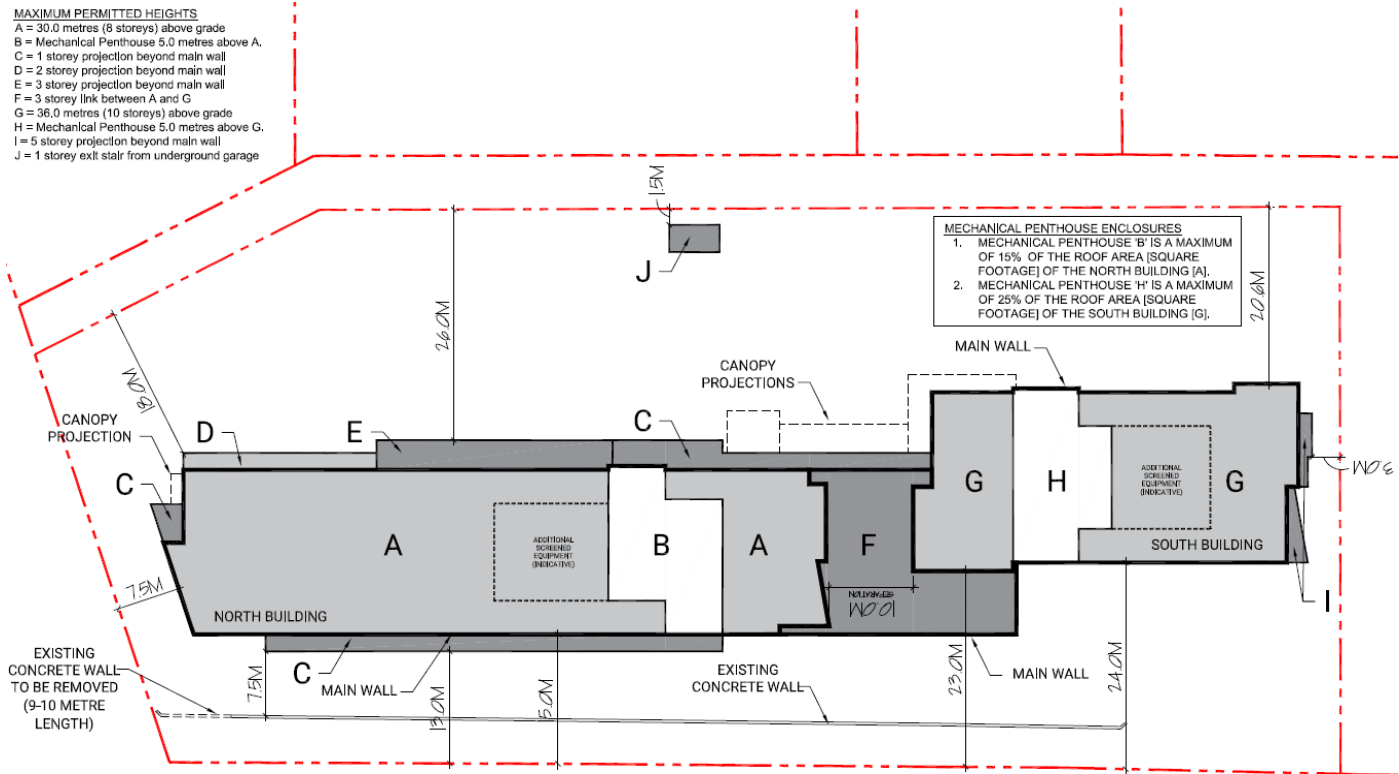 MAXIMUM PERMITTED HEIGHTS
A = 30.0 metres (8 storeys) above grade
B = Mechanical Penthouse 5.0 metres above A.
C = 1 storey projection beyond main wall
D = 2 storey projection beyond main wall
E = 3 storey projection beyond main wall
F = 3 storey link between A and G
G = 36.0 metres (10 storeys) above grade
H = Mechanical Penthouse 5.0 metres above G.
I = 5 storey projection beyond main wall
J = 1 storey exit stair from underground garage
1.5M
J
MECHANICAL PENTHOUSE ENCLOSURES
1. MECHANICAL PENTHOUSE 'B' IS A MAXIMUM
OF 15% OF THE ROOF AREA [SQUARE
FOOTAGE] OF THE NORTH BUILDING [A].
2. MECHANICAL PENTHOUSE 'H' IS A MAXIMUM
OF 25% OF THE ROOF AREA [SQUARE
FOOTAGE] OF THE SOUTH BUILDING [G].
26.0M
20.6M
18.0M
MAIN WALL
CANOPY
PROJECTIONS
CANOPY
PROJECTION
D
E
C
C
3.0M
A
ADDITIONAL
SCREENED
EQUIPMENT
(INDICATIVE)
B
A
F
G
H
ADDITIONAL
SCREENED
EQUIPMENT
(INDICATIVE)
G
SOUTH BUILDING
7.5M
NORTH BUILDING
SEPARATION
10.0M
I
EXISTING
CONCRETE WALL
TO BE REMOVED
(9-10 METRE
LENGTH)
7.5M
C
MAIN WALL
13.0M
15.0M
EXISTING
CONCRETE WALL
23.0M
MAIN WALL
24.0M